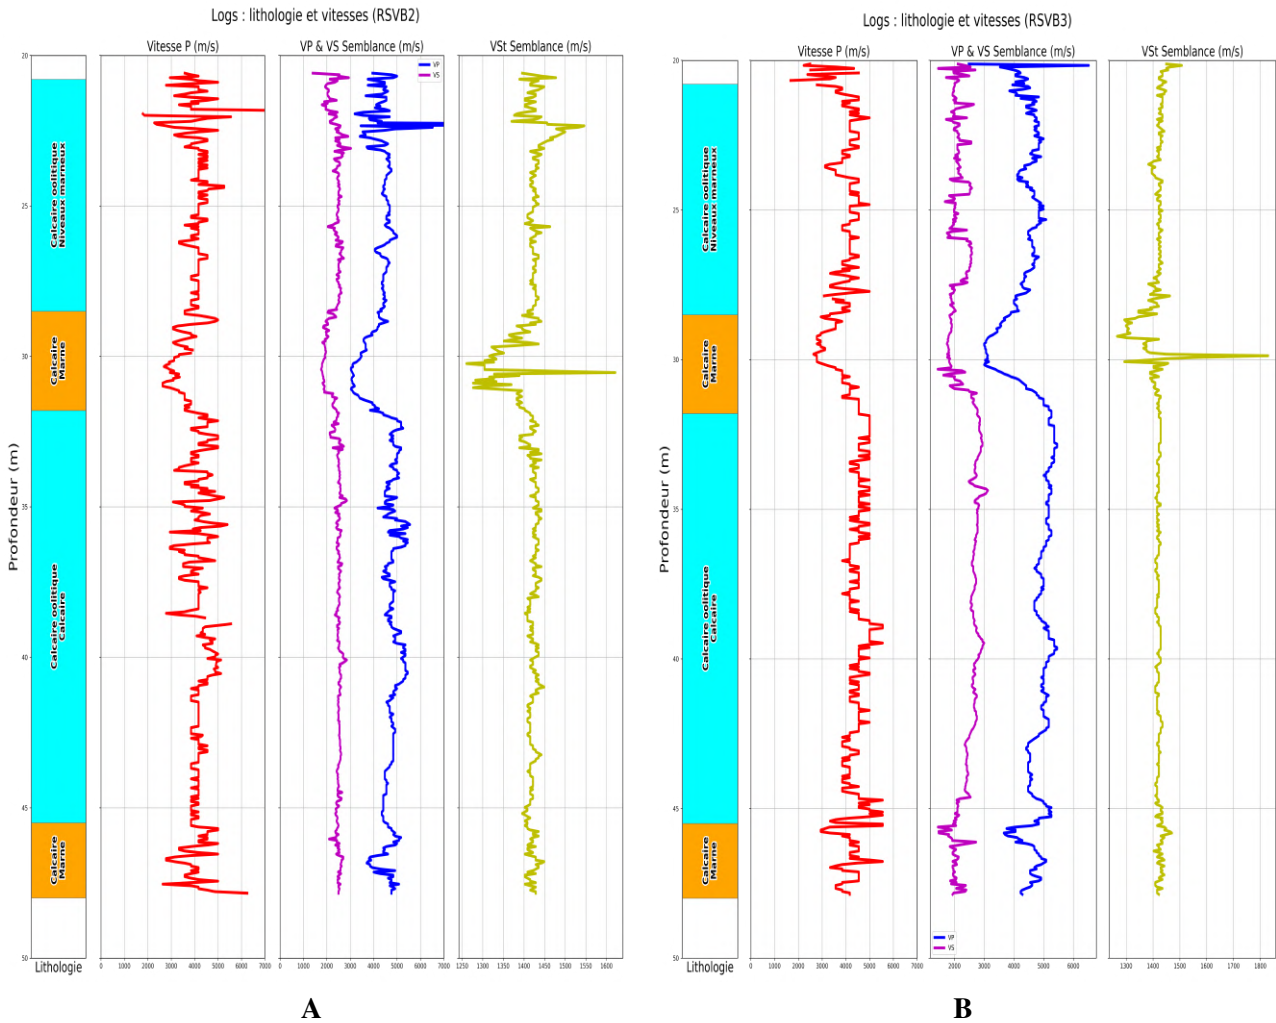 Logs : lithologie et vitesses (RSVB2)
Vitesse P (m/s)
VP & VS Semblance (m/s)
VSt Semblance (m/s)
VP
VS
Profondeur (m)
20
25
30
35
40
45
50
Calcaire oolitique
Niveaux marneux
Calcaire
Marne
Calcaire oolitique
Calcaire
Calcaire
Marne
Lithologie
0 1000 2000 3000 4000 5000 6000 7000
0 1000 2000 3000 4000 5000 6000 7000
1250 1300 1350 1400 1450 1500 1550 1600
A
Logs : lithologie et vitesses (RSVB3)
Vitesse P (m/s)
VP & VS Semblance (m/s)
VSt Semblance (m/s)
Profondeur (m)
20
25
30
35
40
45
50
Calcaire oolitique
Niveaux marneux
Calcaire
Marne
Calcaire oolitique
Calcaire
Calcaire
Marne
VP
VS
Lithologie
0 1000 2000 3000 4000 5000 6000 7000
2000 3000 4000 5000 6000
1300 1400 1500 1600 1700 1800
B